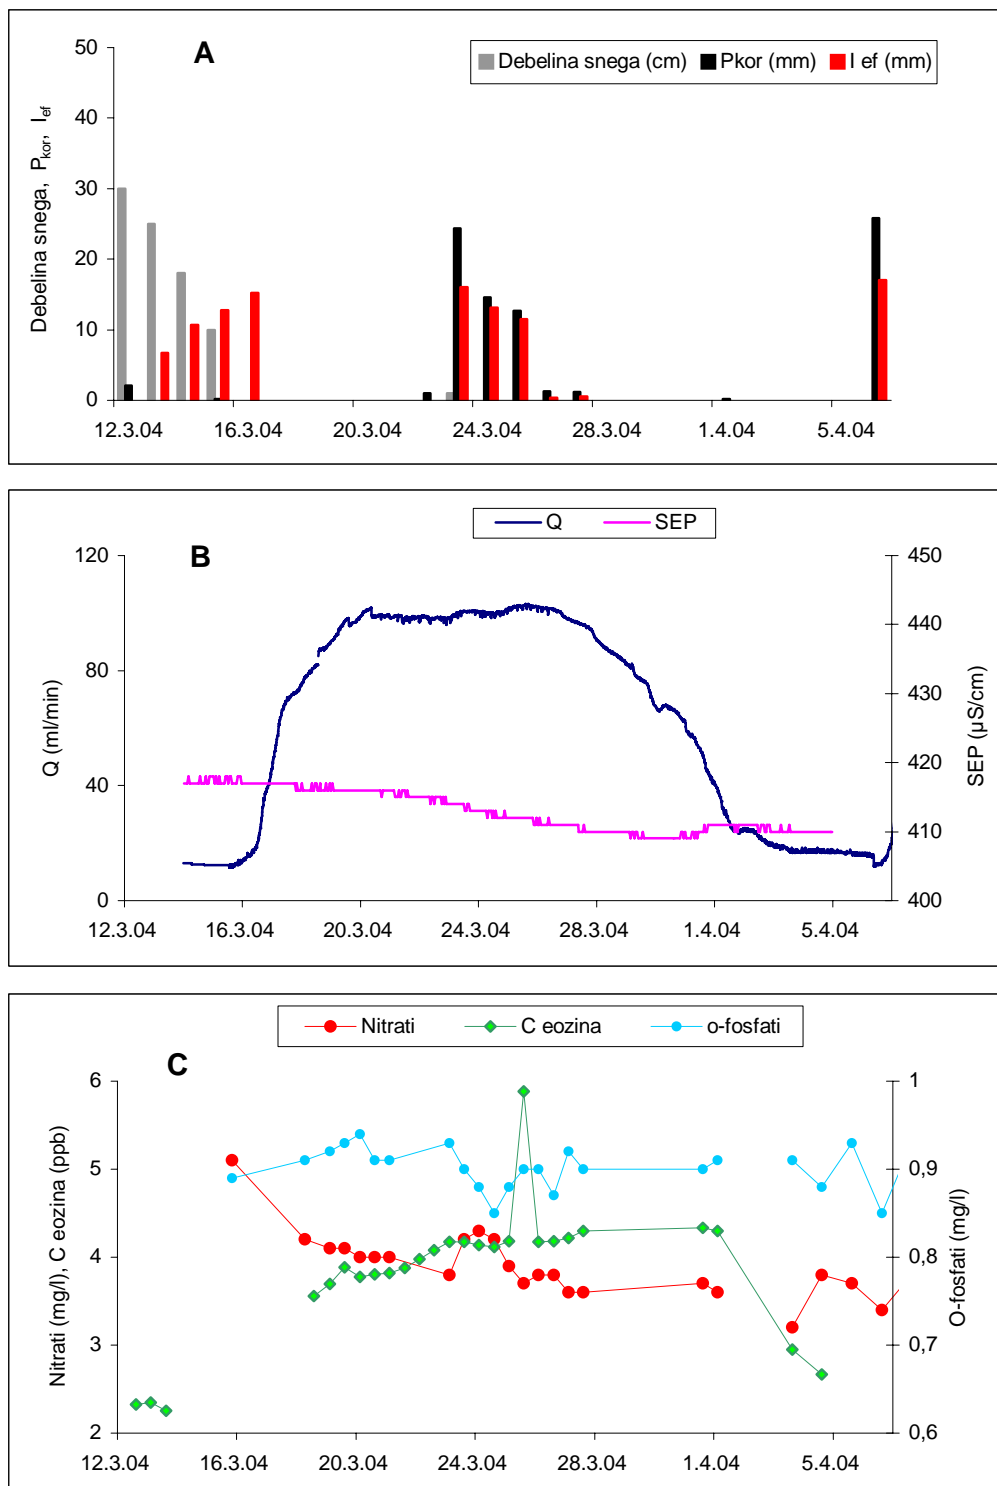 A
Debelina snega (cm) Pkor (mm) I ef (mm)
Debelina snega, Pkor, Ief
50
40
30
20
10
0
12.3.04 16.3.04 20.3.04 24.3.04 28.3.04 1.4.04 5.4.04
Q SEP
B
Q (ml/min)
120
80
40
0
450
440
430
420
410
400
SEP (µS/cm)
12.3.04 16.3.04 20.3.04 24.3.04 28.3.04 1.4.04 5.4.04
Nitrati C eozina o-fosfati
C
Nitrati (mg/l), C eozina (ppb)
6
5
4
3
2
1
0,9
0,8
0,7
0,6
O-fosfati (mg/l)
12.3.04 16.3.04 20.3.04 24.3.04 28.3.04 1.4.04 5.4.04